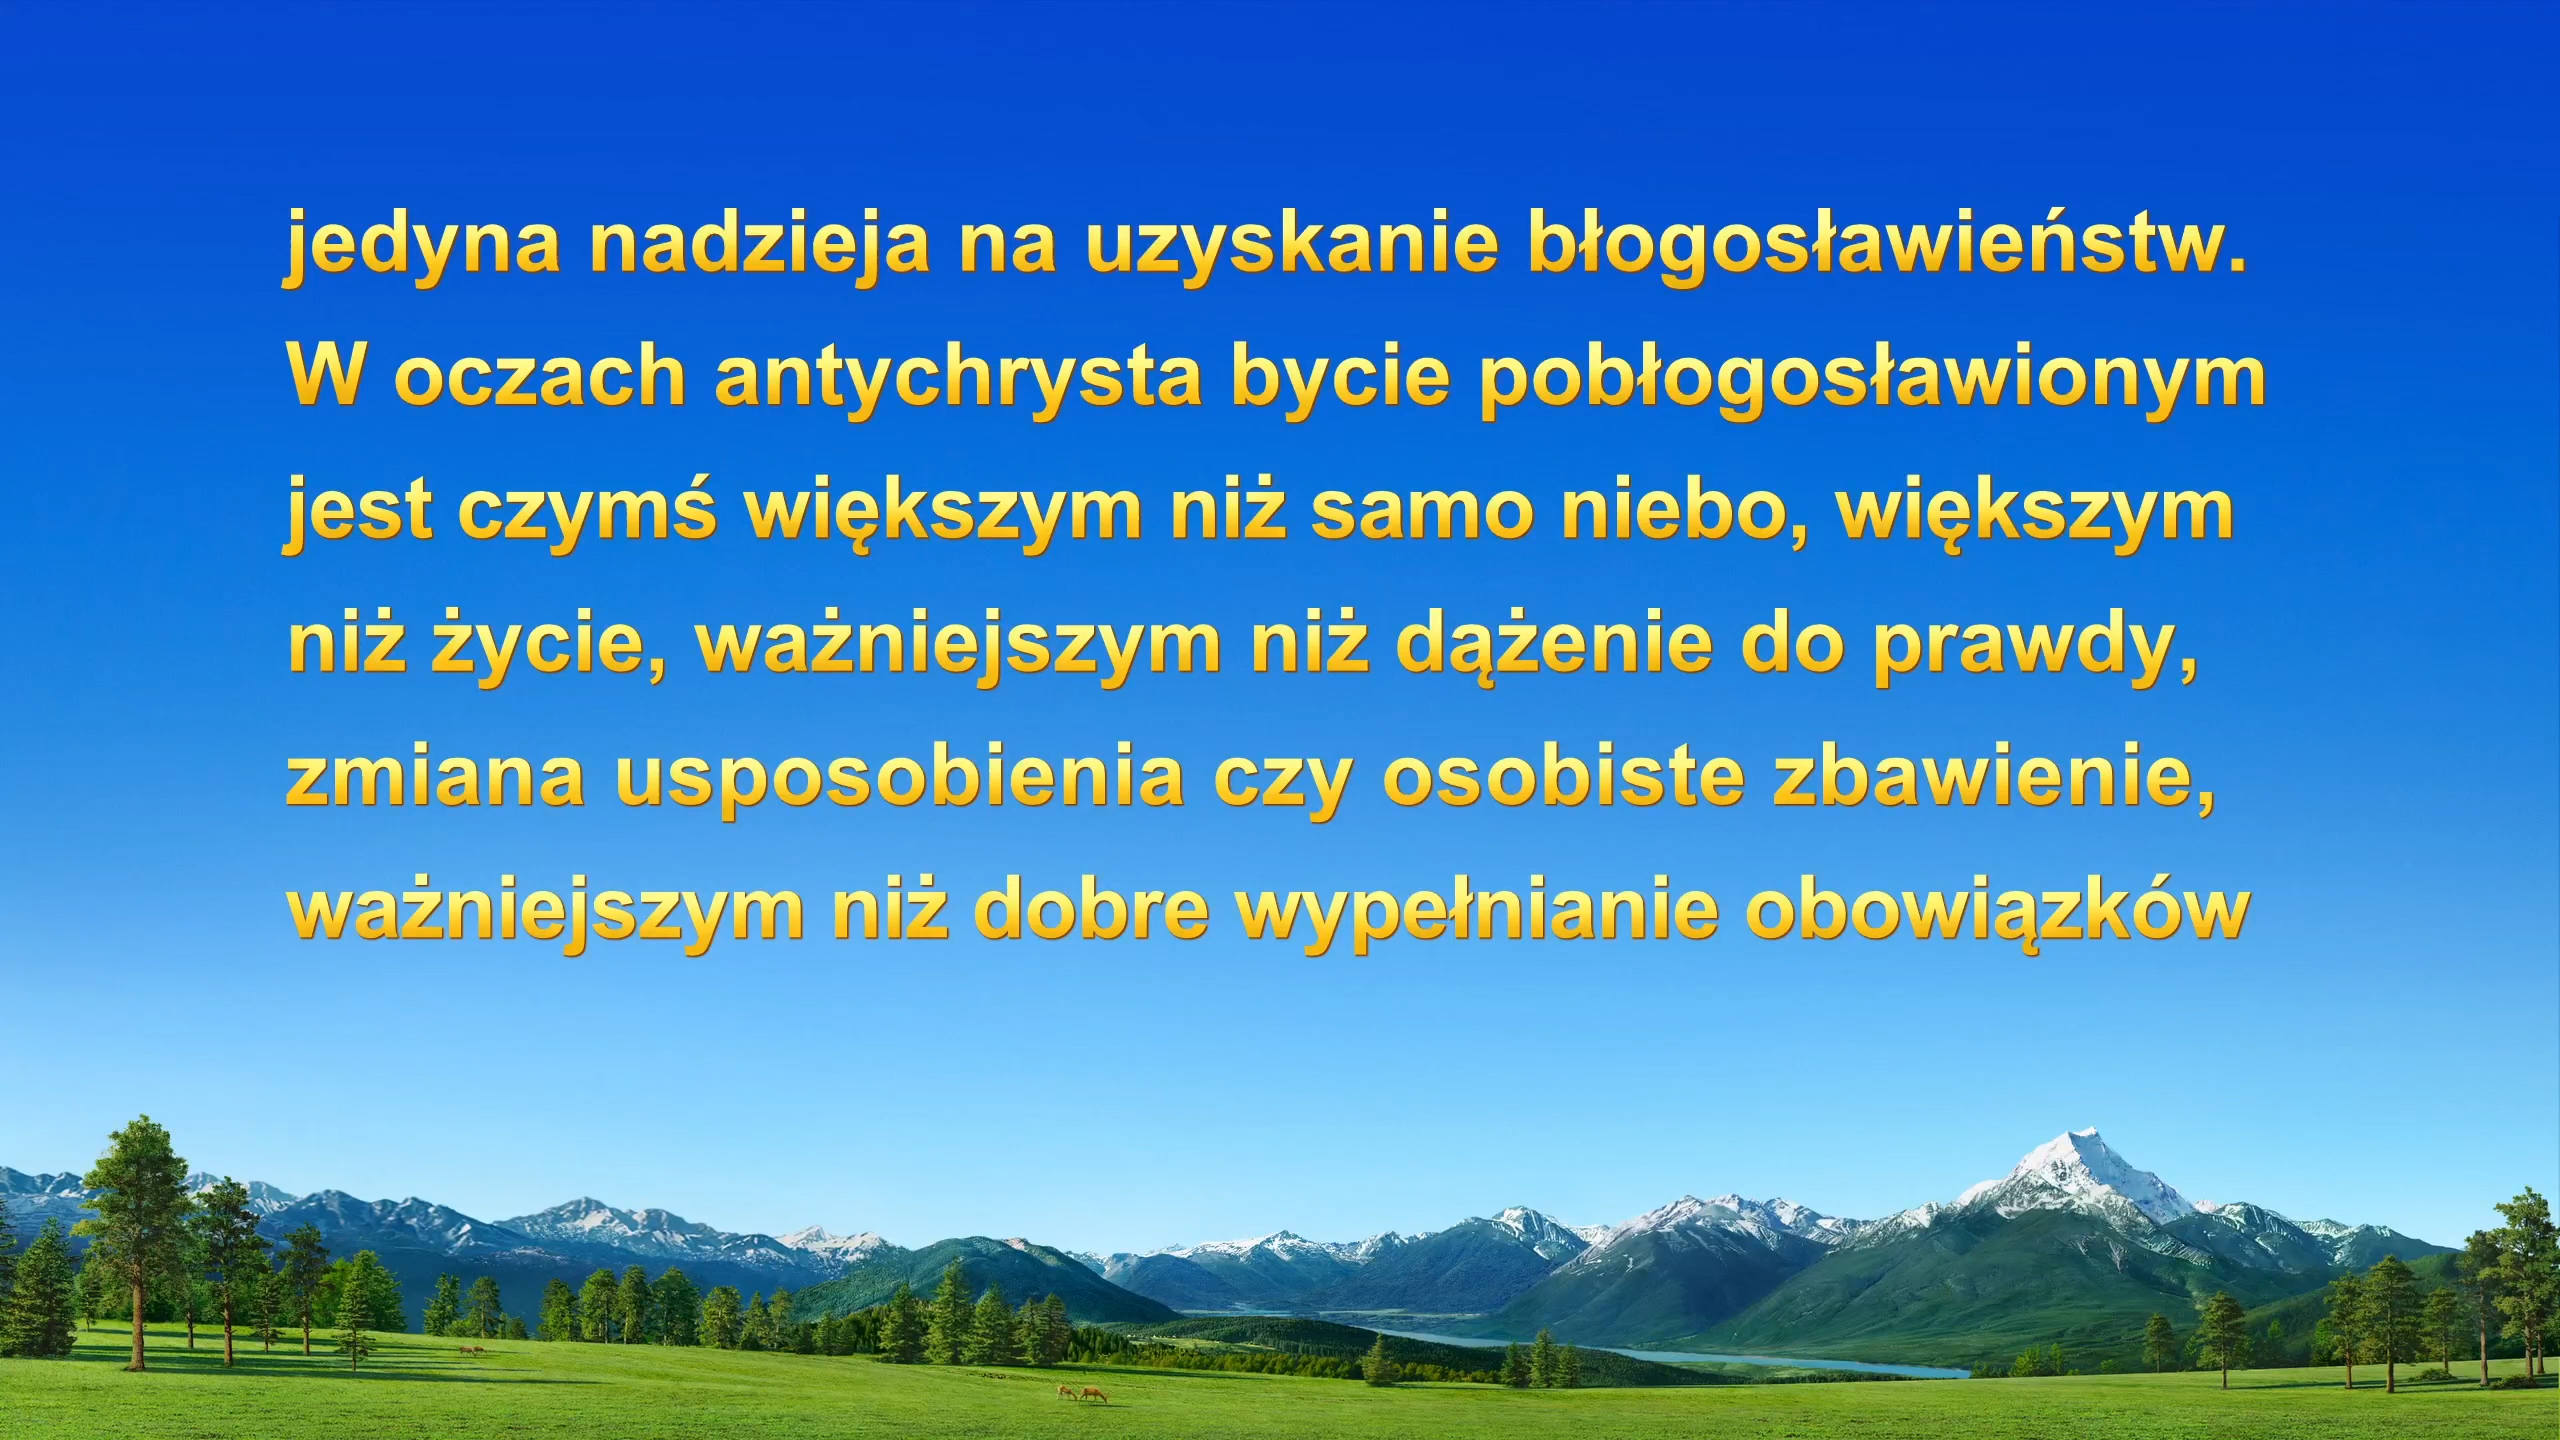 jedyna nadzieja na uzyskanie błogosławieństw.
W oczach antychrysta bycie pobłogosławionym
jest czymś większym niż samo niebo, większym
niż życie, ważniejszym niż dążenie do prawdy,
zmiana usposobienia czy osobiste zbawienie,
ważniejszym niż dobre wypełnianie obowiązków